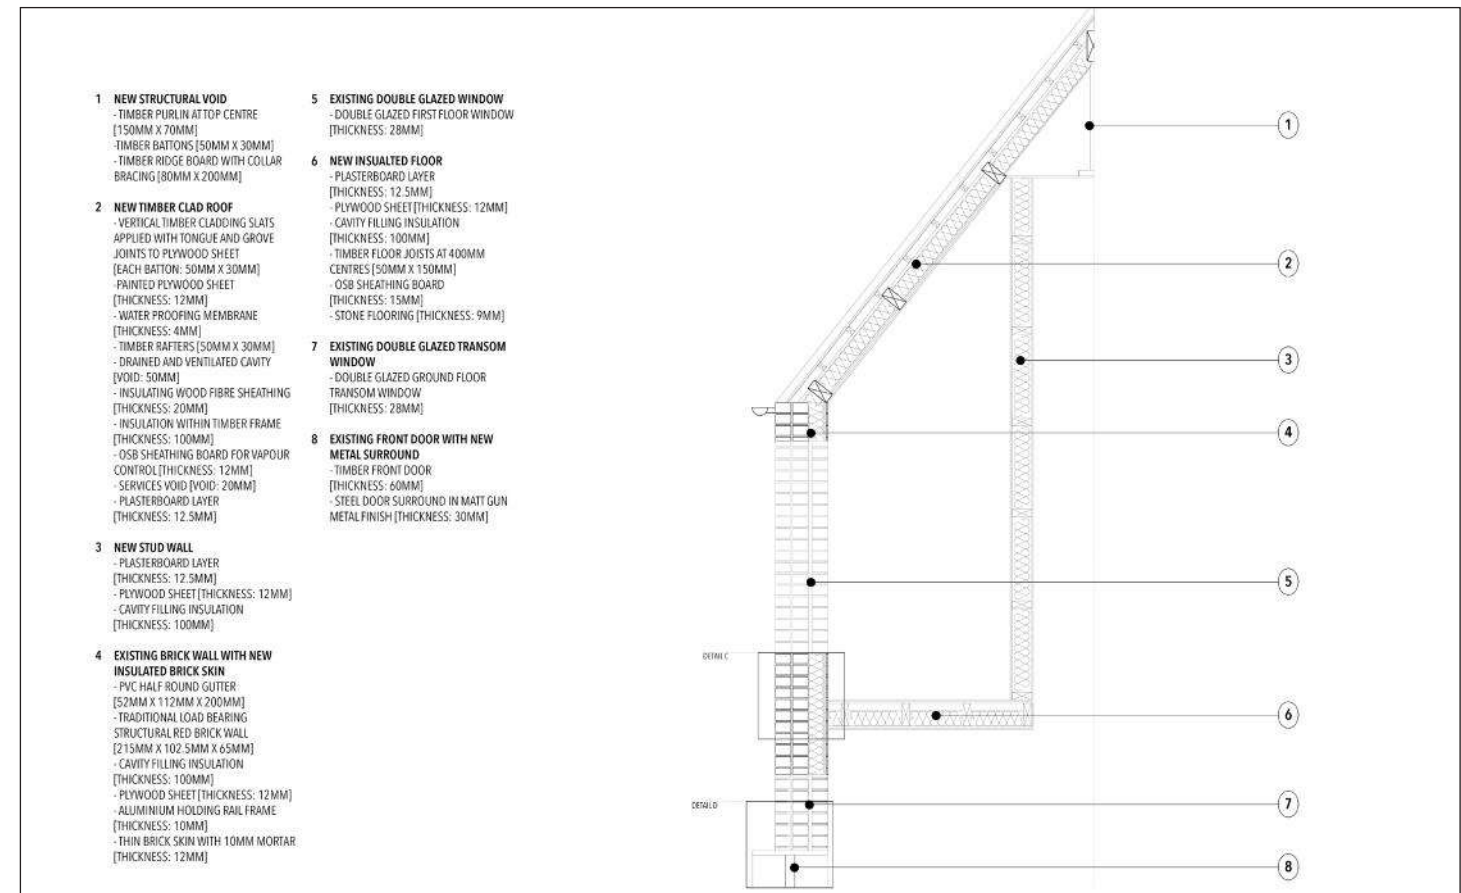 1 NEW STRUCTURAL VOID
- TIMBER PURLIN AT TOP CENTRE
[150MM X 70MM]
-TIMBER BATTONS [50MM X 30MM]
- TIMBER RIDGE BOARD WITH COLLAR
BRACING [80MM X 200MM]
2 NEW TIMBER CLAD ROOF
- VERTICAL TIMBER CLADDING SLATS
APPLIED WITH TONGUE AND GROVE
JOINTS TO PLYWOOD SHEET
[EACH BATTON: 50MM X 30MM]
-PAINTED PLYWOOD SHEET
[THICKNESS: 12MM]
- WATER PROOFING MEMBRANE
[THICKNESS: 4MM]
- TIMBER RAFTERS [50MM X 30MM]
- DRAINED AND VENTILATED CAVITY
[VOID: 50MM]
- INSULATING WOOD FIBRE SHEATHING
[THICKNESS: 20MM]
- INSULATION WITHIN TIMBER FRAME
[THICKNESS: 100MM]
- OSB SHEATHING BOARD FOR VAPOUR
CONTROL [THICKNESS: 12MM]
- SERVICES VOID [VOID: 20MM]
- PLASTERBOARD LAYER
[THICKNESS: 12.5MM]
3 NEW STUD WALL
- PLASTERBOARD LAYER
[THICKNESS: 12.5MM]
- PLYWOOD SHEET [THICKNESS: 12MM]
- CAVITY FILLING INSULATION
[THICKNESS: 100MM]
4 EXISTING BRICK WALL WITH NEW
INSULATED BRICK SKIN
- PVC HALF ROUND GUTTER
[52MM X 112MM X 200MM]
- TRADITIONAL LOAD BEARING
STRUCTURAL RED BRICK WALL
[215MM X 102.5MM X 65MM]
- CAVITY FILLING INSULATION
[THICKNESS: 100MM]
- PLYWOOD SHEET [THICKNESS: 12MM]
- ALUMINIUM HOLDING RAIL FRAME
[THICKNESS: 10MM]
- THIN BRICK SKIN WITH 10MM MORTAR
[THICKNESS: 12MM]
5 EXISTING DOUBLE GLAZED WINDOW
- DOUBLE GLAZED FIRST FLOOR WINDOW
[THICKNESS: 28MM]
6 NEW INSUALTED FLOOR
- PLASTERBOARD LAYER
[THICKNESS: 12.5MM]
- PLYWOOD SHEET [THICKNESS: 12MM]
- CAVITY FILLING INSULATION
[THICKNESS: 100MM]
- TIMBER FLOOR JOISTS AT 400MM
CENTRES [50MM X 150MM]
- OSB SHEATHING BOARD
[THICKNESS: 15MM]
- STONE FLOORING [THICKNESS: 9MM]
7 EXISTING DOUBLE GLAZED TRANSOM
WINDOW
- DOUBLE GLAZED GROUND FLOOR
TRANSOM WINDOW
[THICKNESS: 28MM]
8 EXISTING FRONT DOOR WITH NEW
METAL SURROUND
- TIMBER FRONT DOOR
[THICKNESS: 60MM]
- STEEL DOOR SURROUND IN MATT GUN
METAL FINISH [THICKNESS: 30MM]
1
2
3
4
5
DETAIL C
6
DETAIL D
7
8